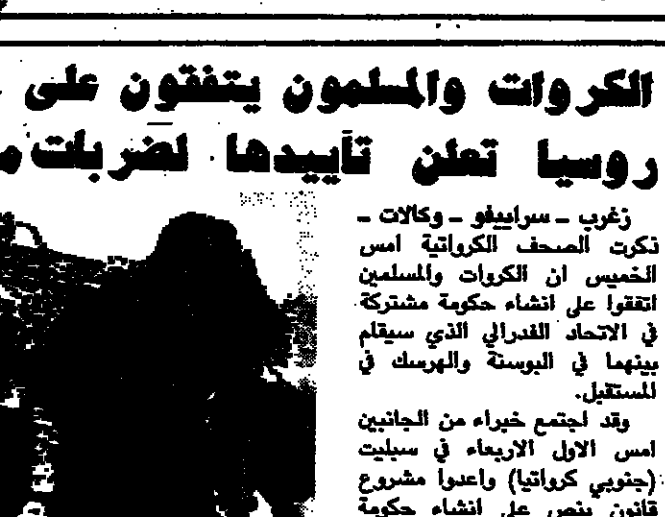 الكروات والمسلمون يتفقون على
روسيا تعلن تأييدها لضربات
زغرب ـ سراييفو ـ وكالات ـ
ذكرت الصحف الكرواتية امس
الخميس ان الكروات والمسلمين
اتفقوا على انشاء حكومة مشتركة
في الاتحاد الفدرالي الذي سيقام
بينهما في البوسنة والهرسك في
المستقبل.
وقد اجتمع خبراء من الجانبين
امس الاول الاربعاء في سبليت
(جنوبي كرواتيا) واعدوا مشروع
قانون ينص على انشاء حكومة